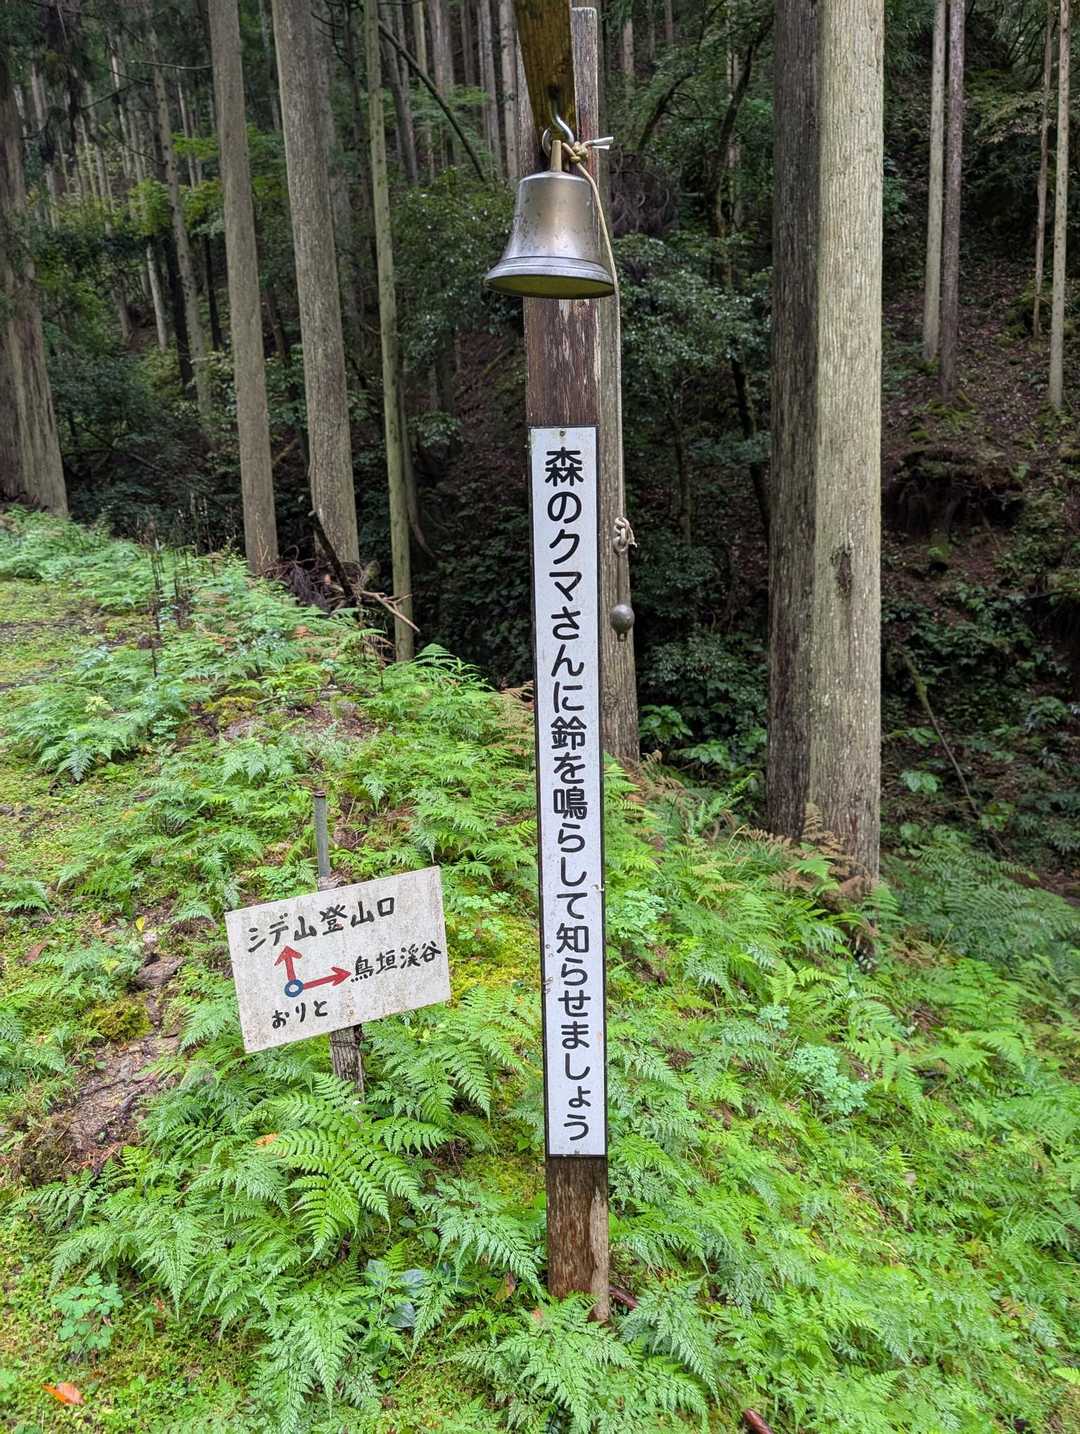 森のクマさんに鈴を鳴らして知らせましょう
シデ山登山口
鳥垣渓谷
おりと